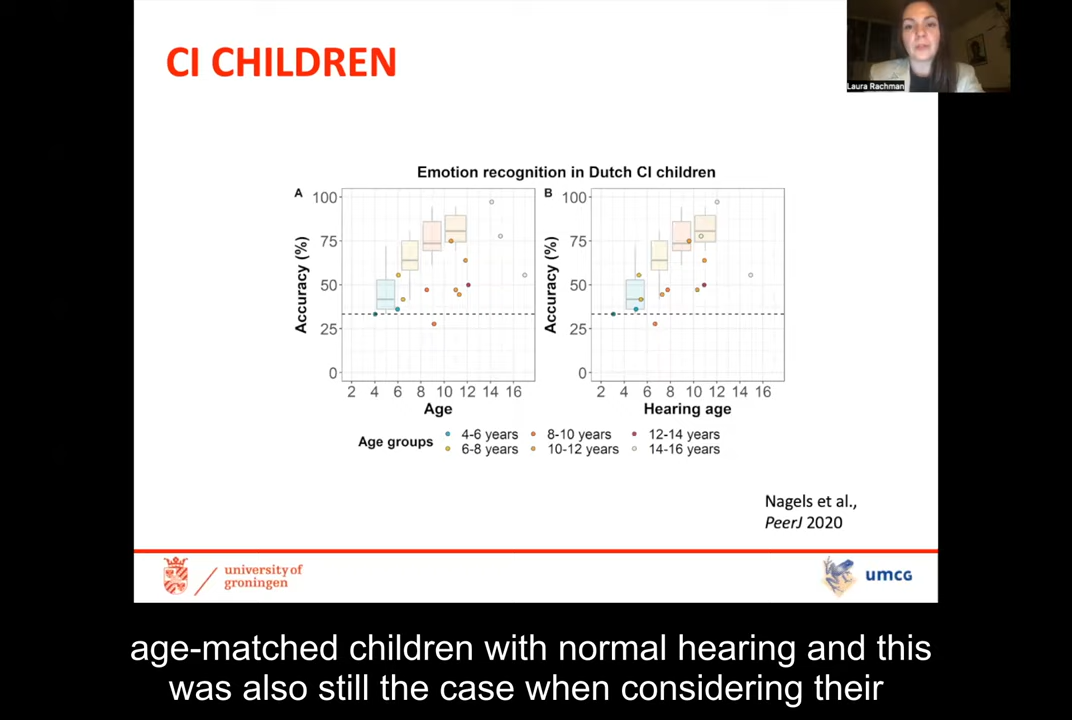 CI CHILDREN
Laura Rachman
Emotion recognition in Dutch CI children
A
B
100
75
50
25
0
Accuracy (%)
2 4 6 8 10 12 14 16
Age
100
75
50
25
0
Accuracy (%)
2 4 6 8 10 12 14 16
Hearing age
Age groups
4-6 years 8-10 years 12-14 years
6-8 years 10-12 years 14-16 years
Nagels et al.,
PeerJ 2020
university of
groningen
umcg
age-matched children with normal hearing and this
was also still the case when considering their